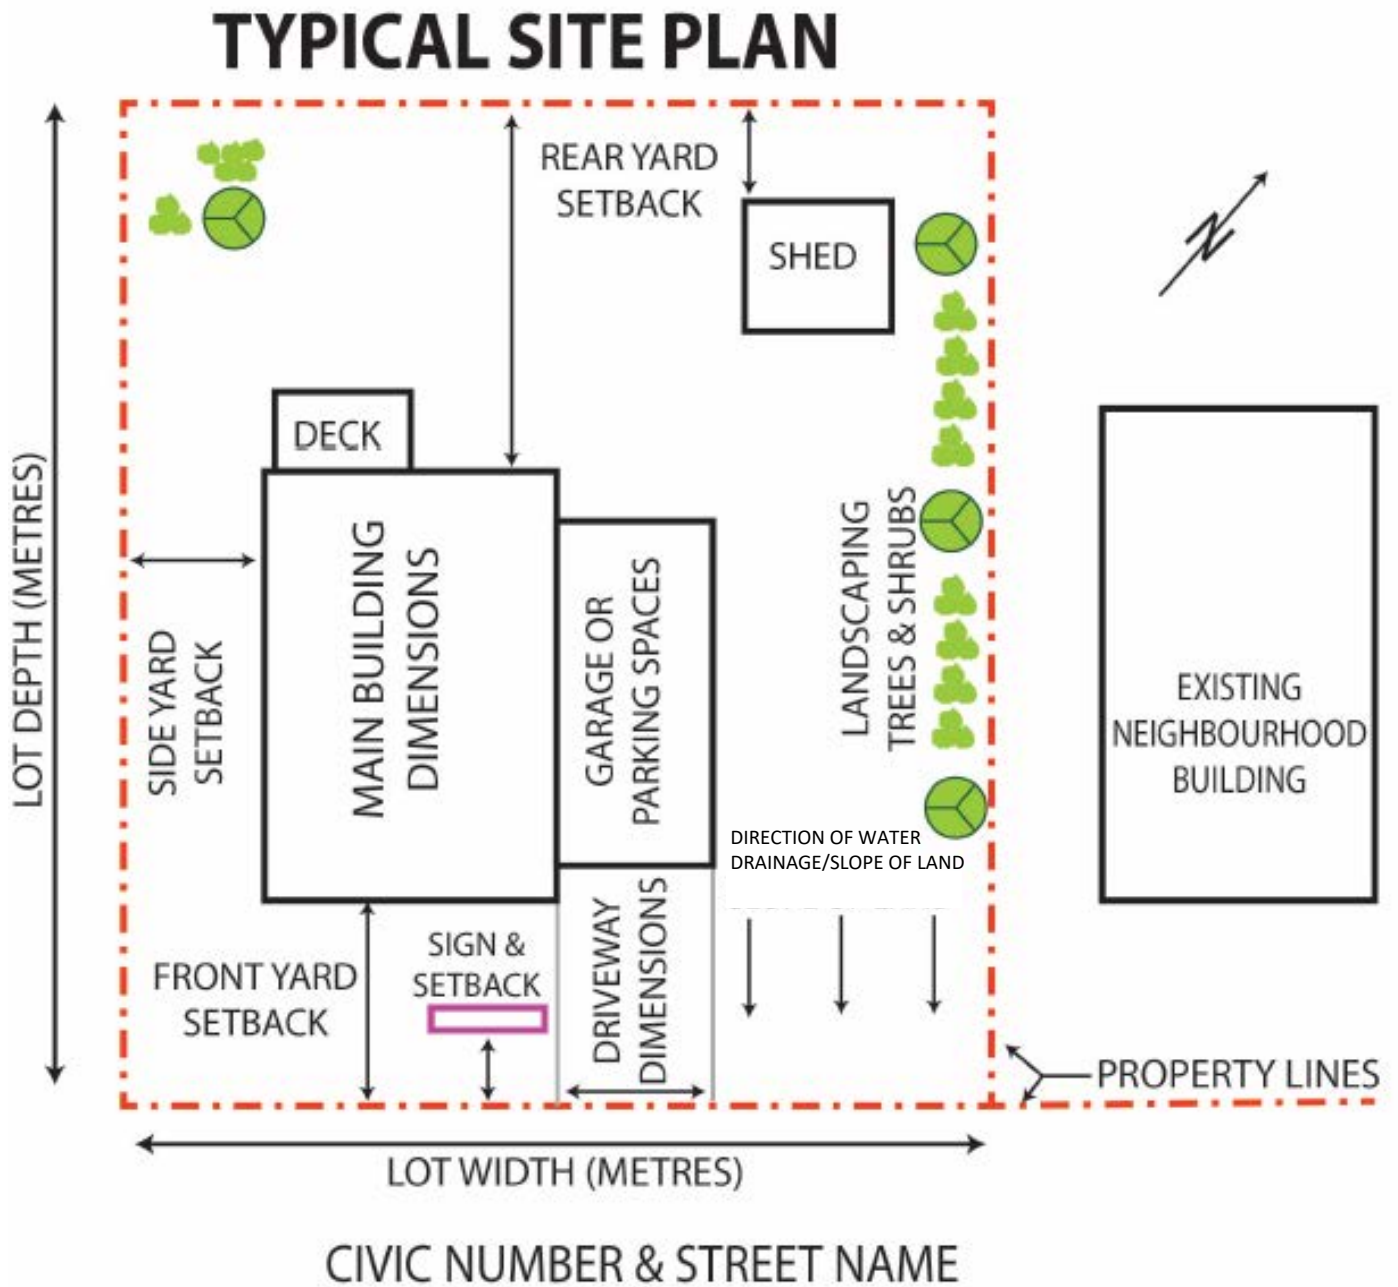 TYPICAL SITE PLAN
REAR YARD
SETBACK
SHED
N
DECK
LOT DEPTH (METRES)
SIDE YARD
SETBACK
MAIN BUILDING
DIMENSIONS
GARAGE OR
PARKING SPACES
LANDSCAPING
TREES & SHRUBS
EXISTING
NEIGHBOURHOOD
BUILDING
DIRECTION OF WATER
DRAINAGE/SLOPE OF LAND
FRONT YARD
SETBACK
SIGN &
SETBACK
DRIVEWAY
DIMENSIONS
PROPERTY LINES
LOT WIDTH (METRES)
CIVIC NUMBER & STREET NAME